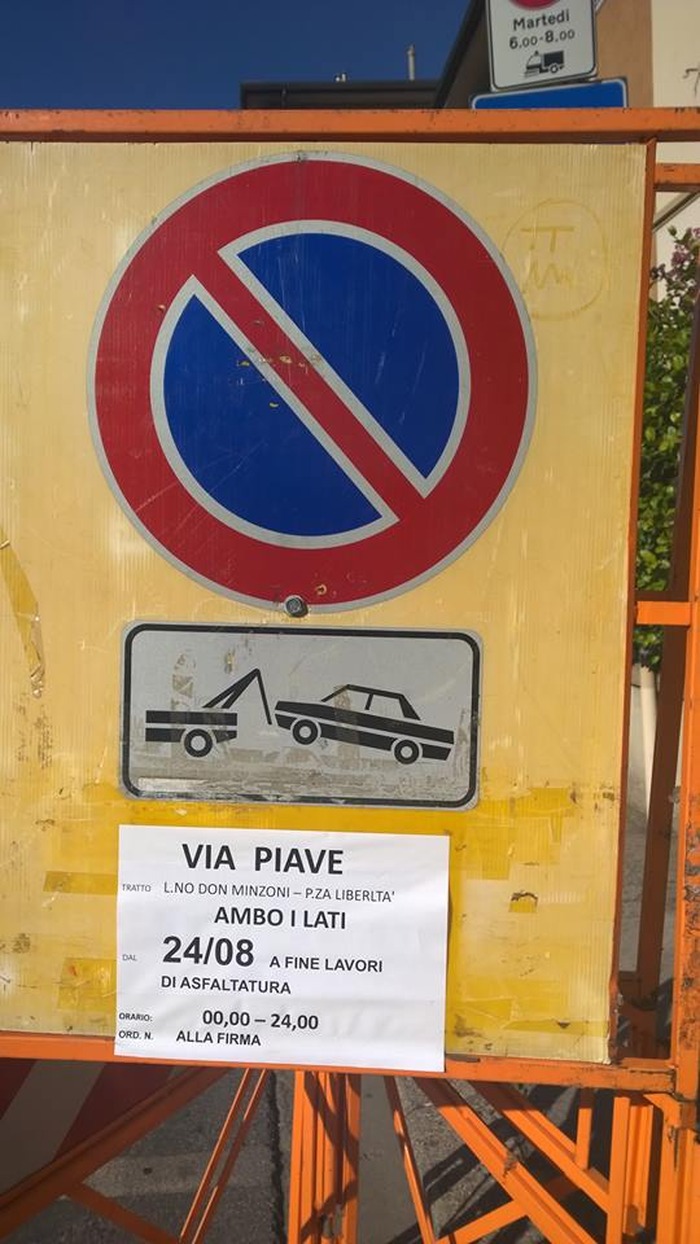 Martedi
6,00-8,00
VIA PIAVE
TRATTO L.NO DON MINZONI – P.ZA LIBERLTA'
AMBO I LATI
DAL 24/08 A FINE LAVORI
DI ASFALTATURA
ORARIO: 00,00 – 24,00
ORD. N. ALLA FIRMA